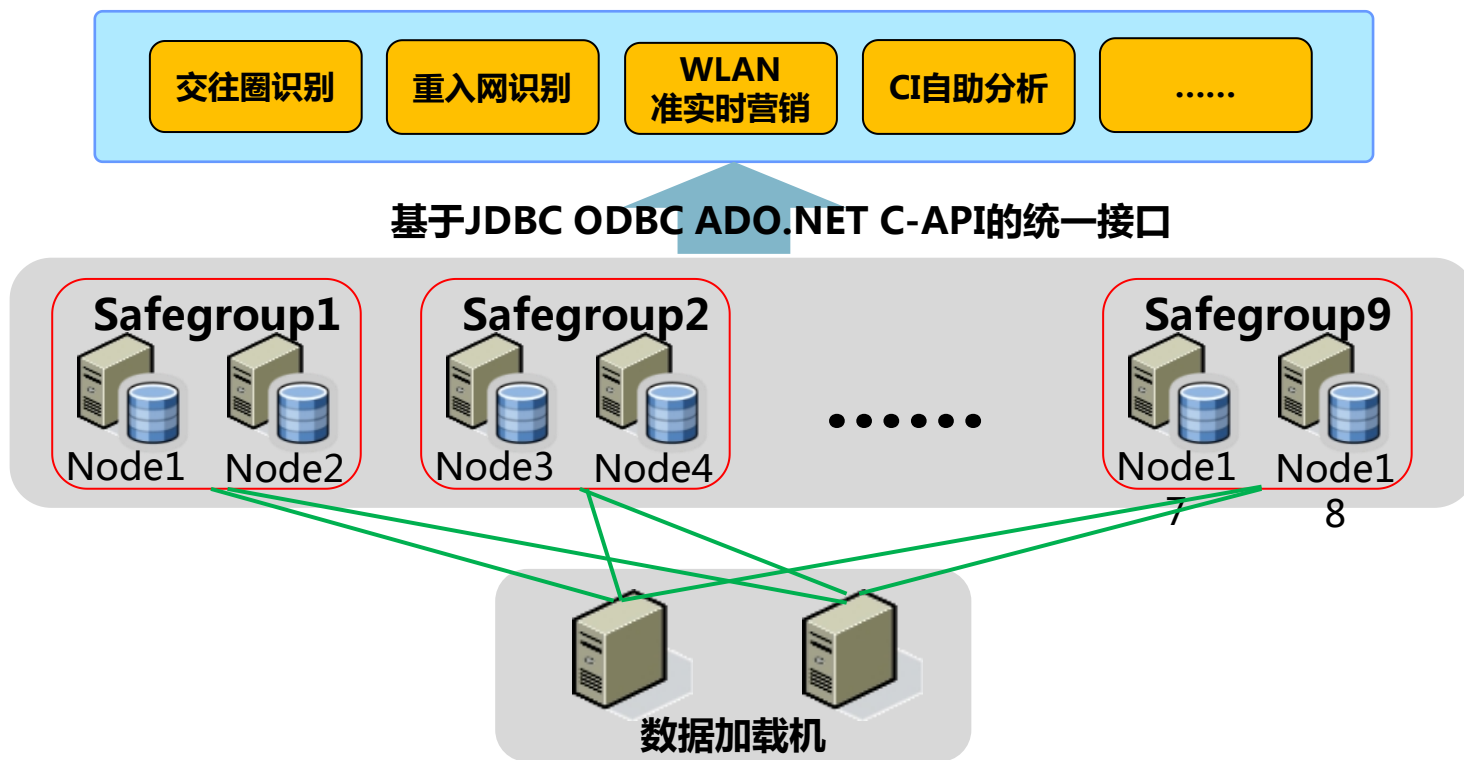 交往圈识别
重入网识别
WLAN
准实时营销
CI自助分析
……
基于JDBC ODBC ADO.NET C-API的统一接口
Safegroup1
Safegroup2
Safegroup9
......
Node1
Node2
Node3
Node4
Node1
7
Node1
8
数据加载机